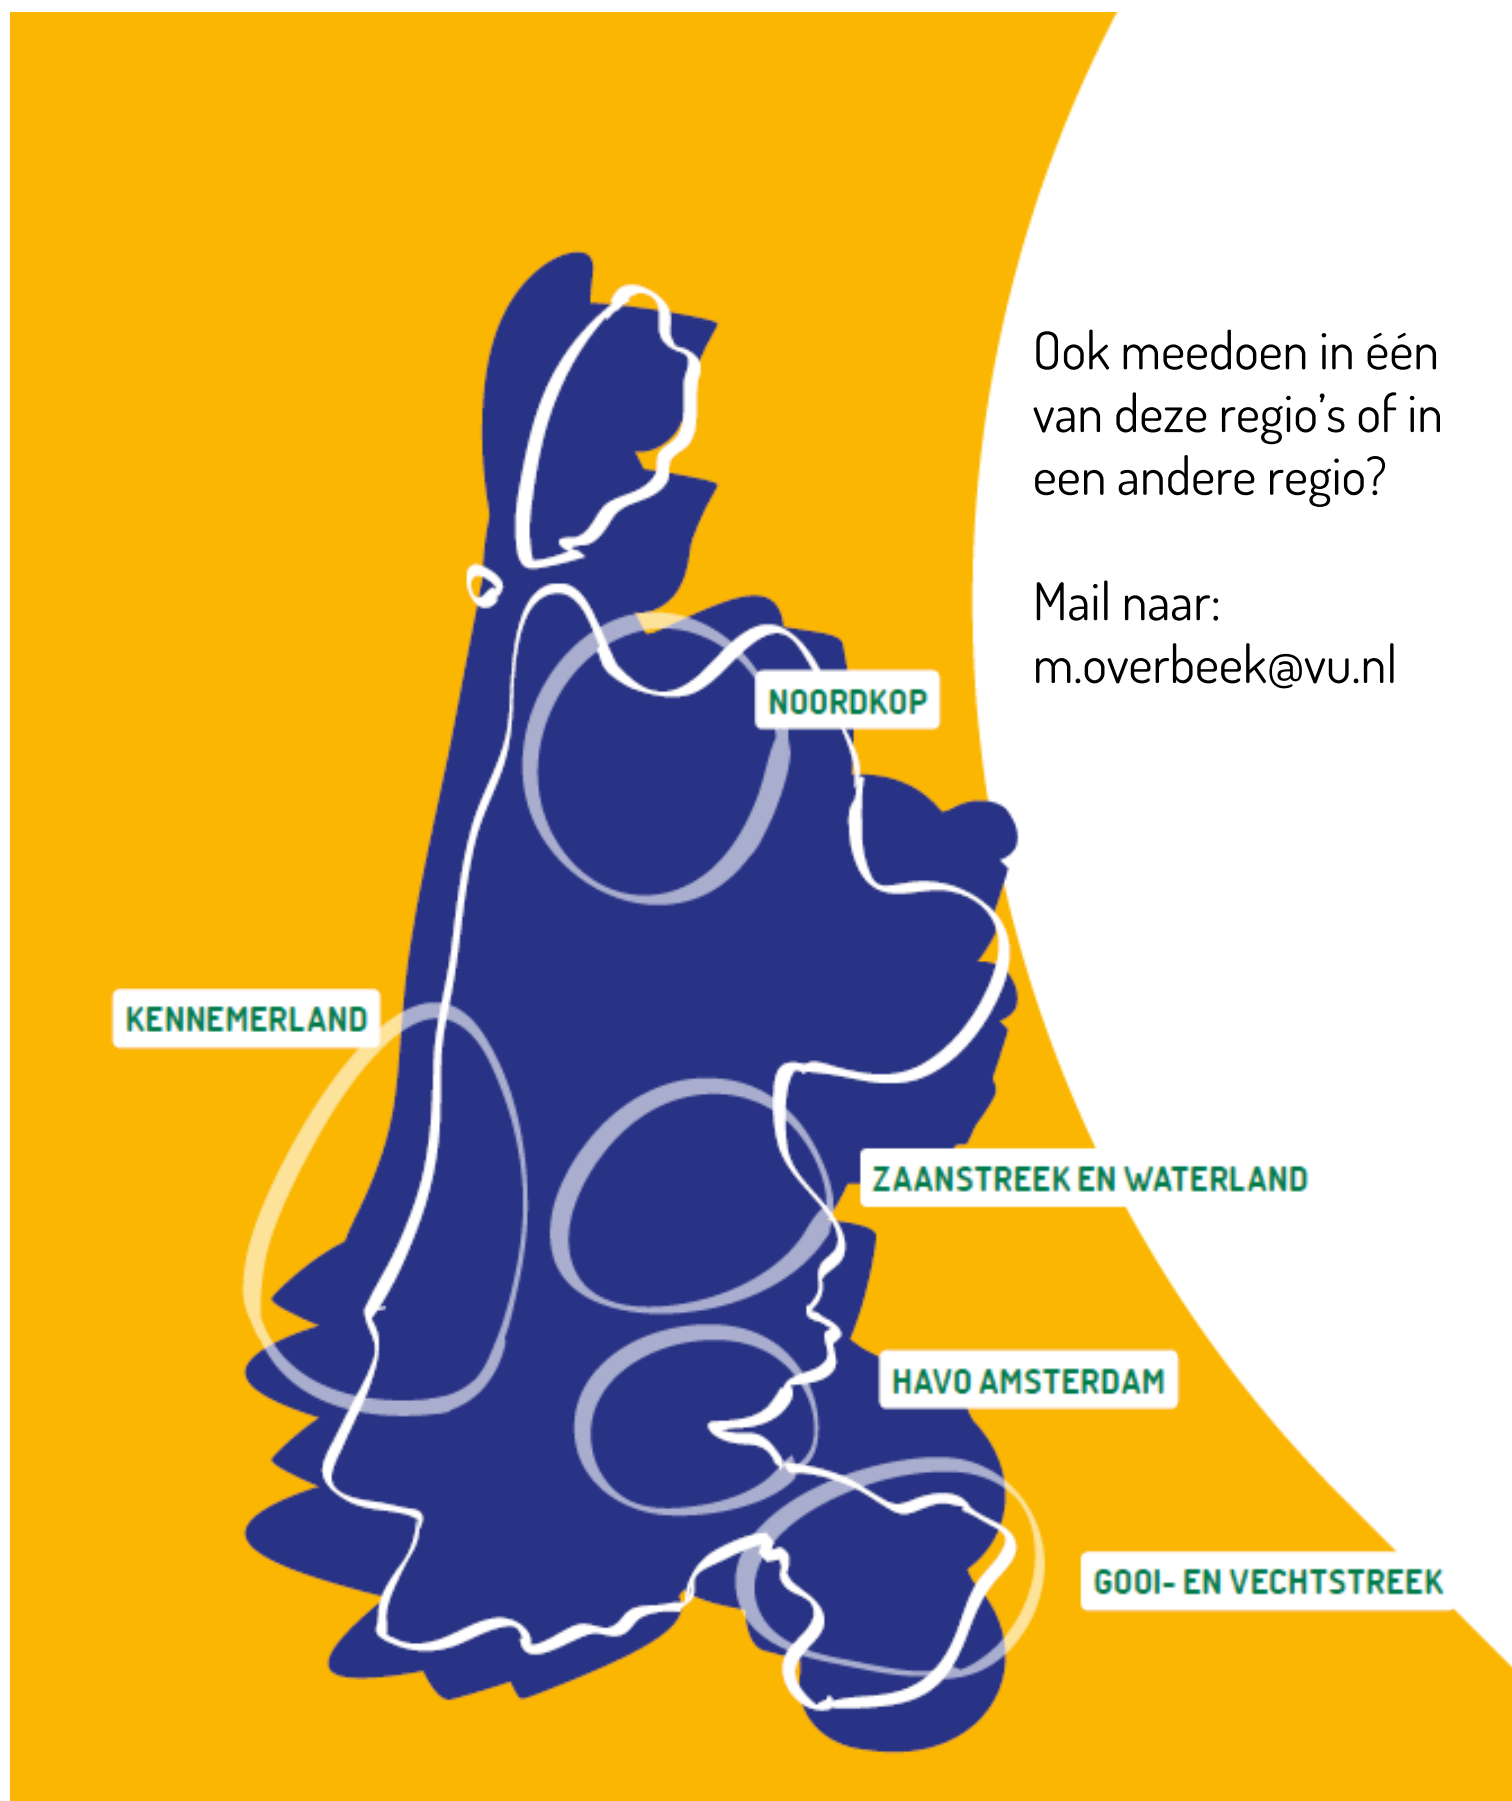 Ook meedoen in één
van deze regio's of in
een andere regio?
Mail naar:
m.overbeek@vu.nl
NOORDKOP
KENNEMERLAND
ZAANSTREEK EN WATERLAND
HAVO AMSTERDAM
GOOI- EN VECHTSTREEK